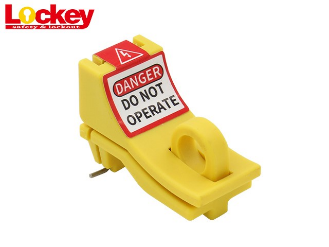 Lockey
safety & lockout
DANGER
DO NOT
OPERATE